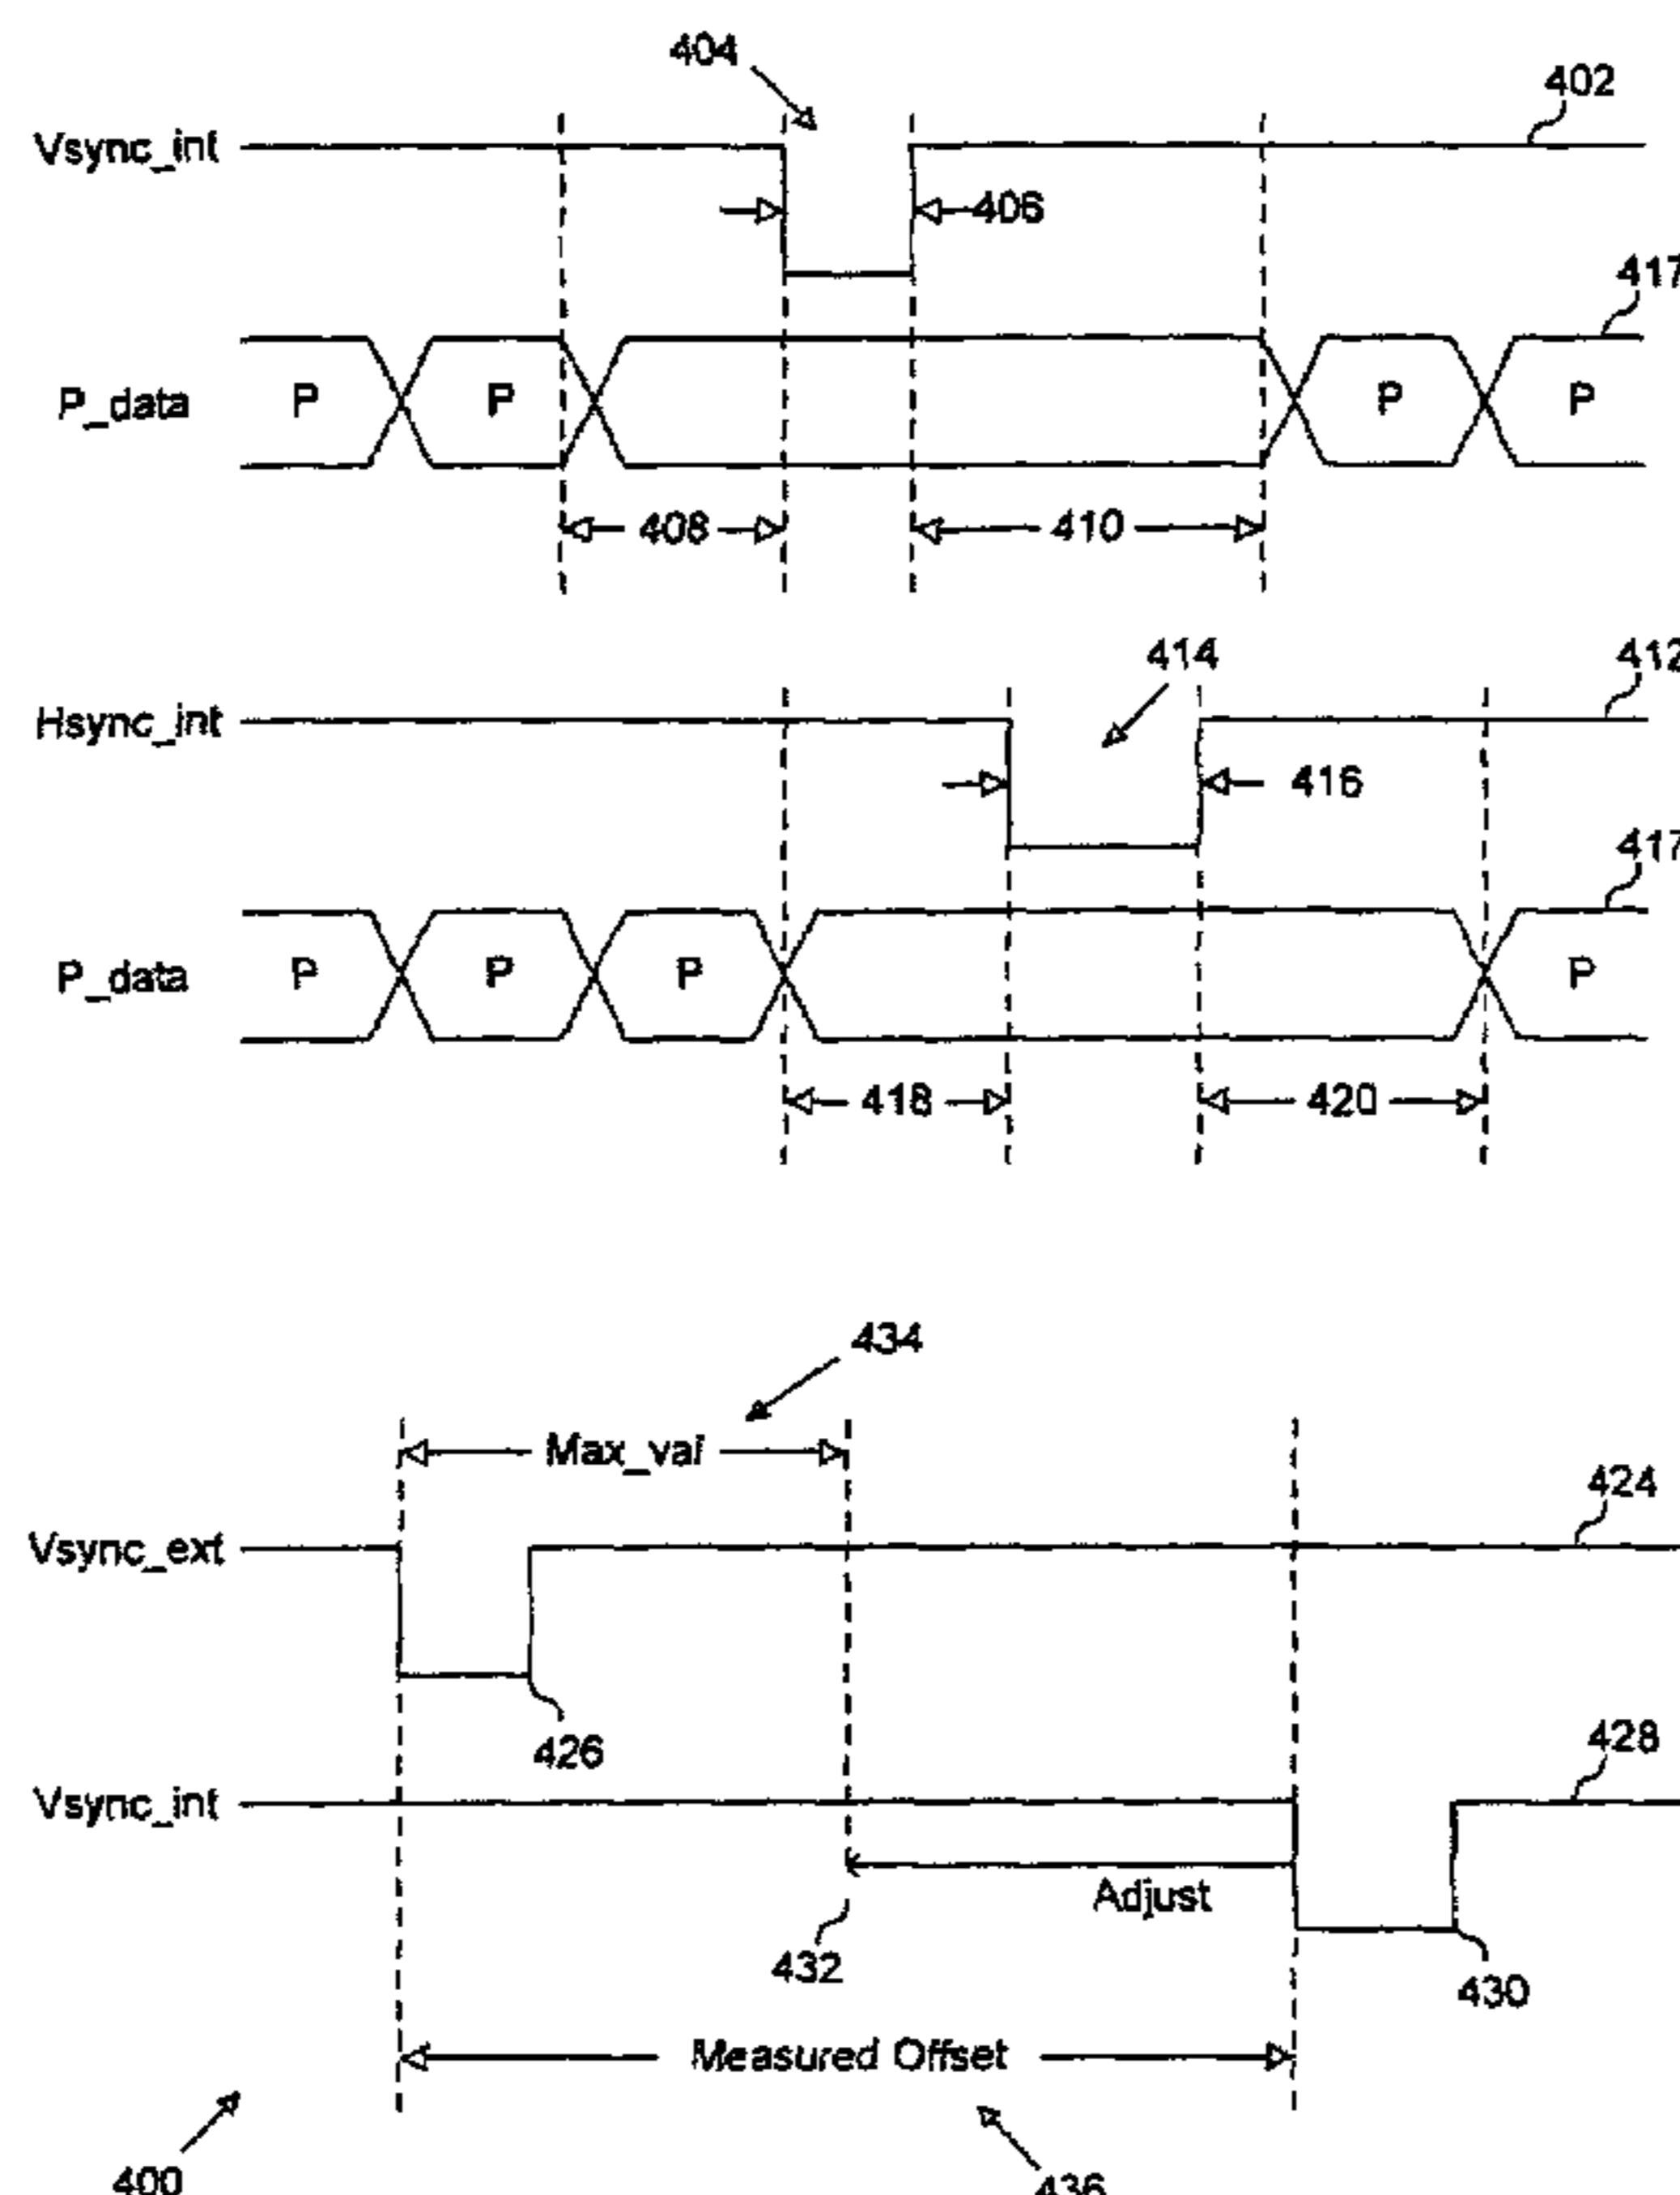 404
402
Vsync_int
406
417
P_data P P P P
408 410
414
412
Hsync_int
416
417
P_data P P P P
418 420
434
Max_val
424
Vsync_ext
426
428
Vsync_int
Adjust
432
430
Measured Offset
400
436